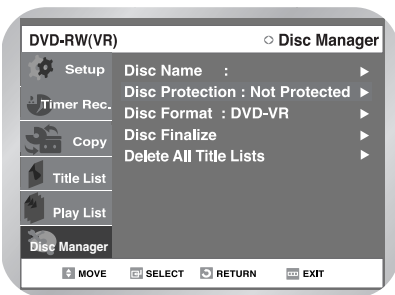 DVD-RW(VR) Disc Manager
Setup
Timer Rec.
Copy
Title List
Play List
Disc Manager
Disc Name :
Disc Protection : Not Protected
Disc Format : DVD-VR
Disc Finalize
Delete All Title Lists
MOVE SELECT RETURN EXIT